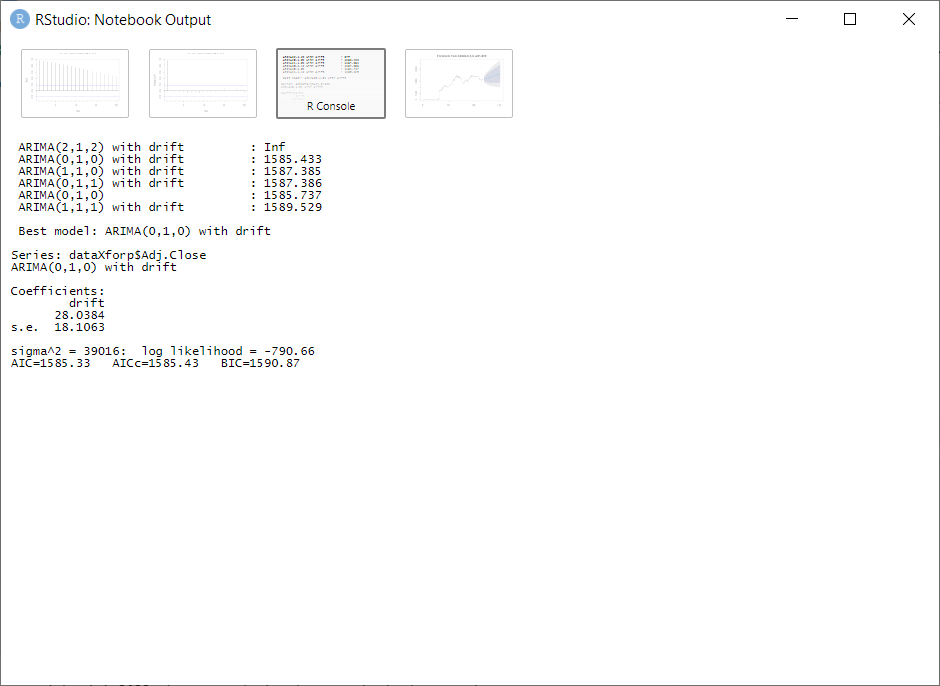 RStudio: Notebook Output
R Console
ARIMA(2,1,2) with drift : Inf
ARIMA(0,1,0) with drift : 1585.433
ARIMA(1,1,0) with drift : 1587.385
ARIMA(0,1,1) with drift : 1587.386
ARIMA(0,1,0) : 1585.737
ARIMA(1,1,1) with drift : 1589.529
Best model: ARIMA(0,1,0) with drift
Series: dataXforp$Adj.Close
ARIMA(0,1,0) with drift
Coefficients:
drift
28.0384
s.e. 18.1063
sigma^2 = 39016: log likelihood = -790.66
AIC=1585.33 AICc=1585.43 BIC=1590.87